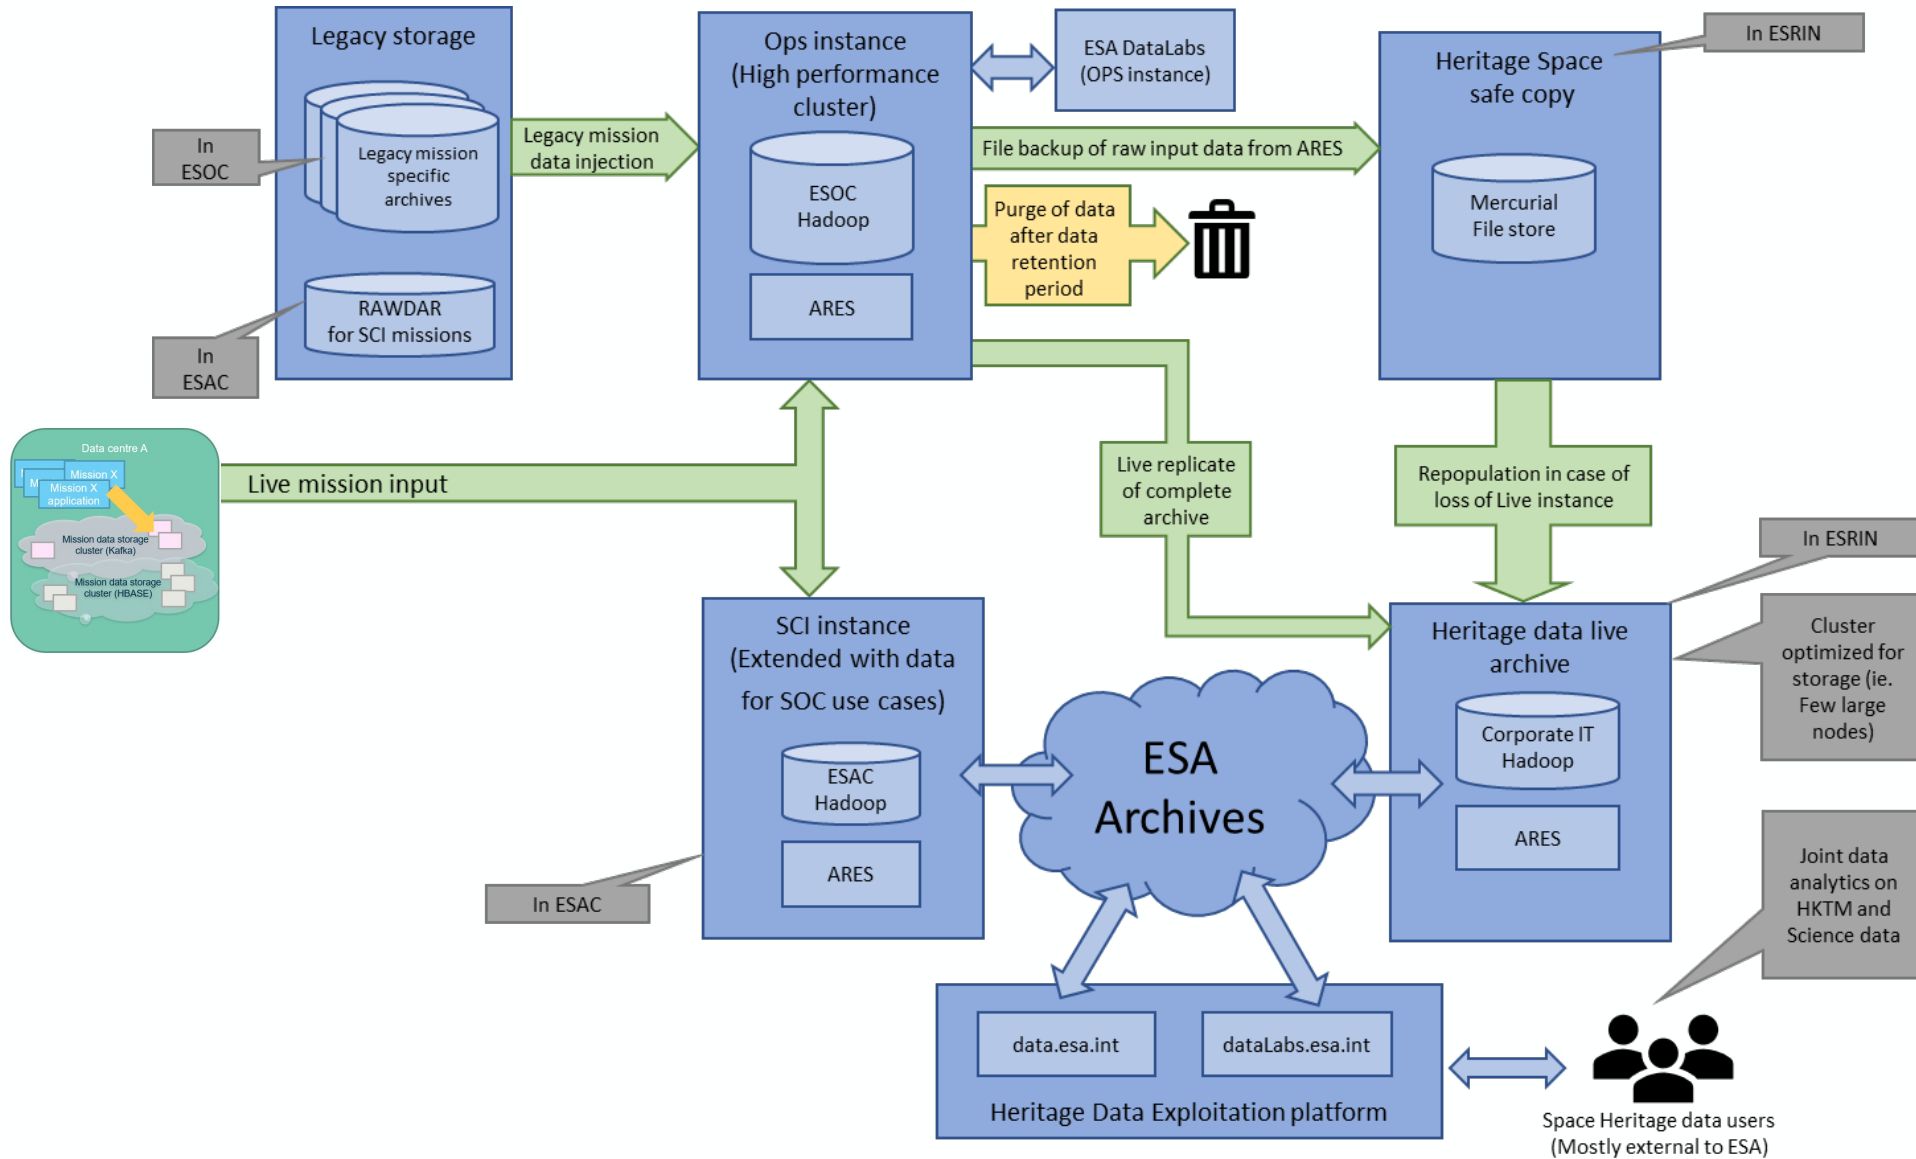 Legacy storage
In
ESOC
Legacy mission
specific
archives
RAWDAR
for SCI missions
In
ESAC
Legacy mission
data injection
Ops instance
(High performance
cluster)
ESOC
Hadoop
ARES
ESA DataLabs
(OPS instance)
File backup of raw input data from ARES
Purge of data
after data
retention
period
Heritage Space
safe copy
In ESRIN
Mercurial
File store
Data centre A
Mission X
M
Mission X
application
Mission data storage
cluster (Kafka)
Mission data storage
cluster (HBASE)
Live mission input
Live replicate
of complete
archive
Repopulation in case of
loss of Live instance
In ESRIN
SCI instance
(Extended with data
for SOC use cases)
ESAC
Hadoop
ARES
In ESAC
ESA
Archives
Heritage data live
archive
Corporate IT
Hadoop
ARES
Cluster
optimized for
storage (ie.
Few large
nodes)
Joint data
analytics on
HKTM and
Science data
data.esa.int
dataLabs.esa.int
Heritage Data Exploitation platform
Space Heritage data users
(Mostly external to ESA)